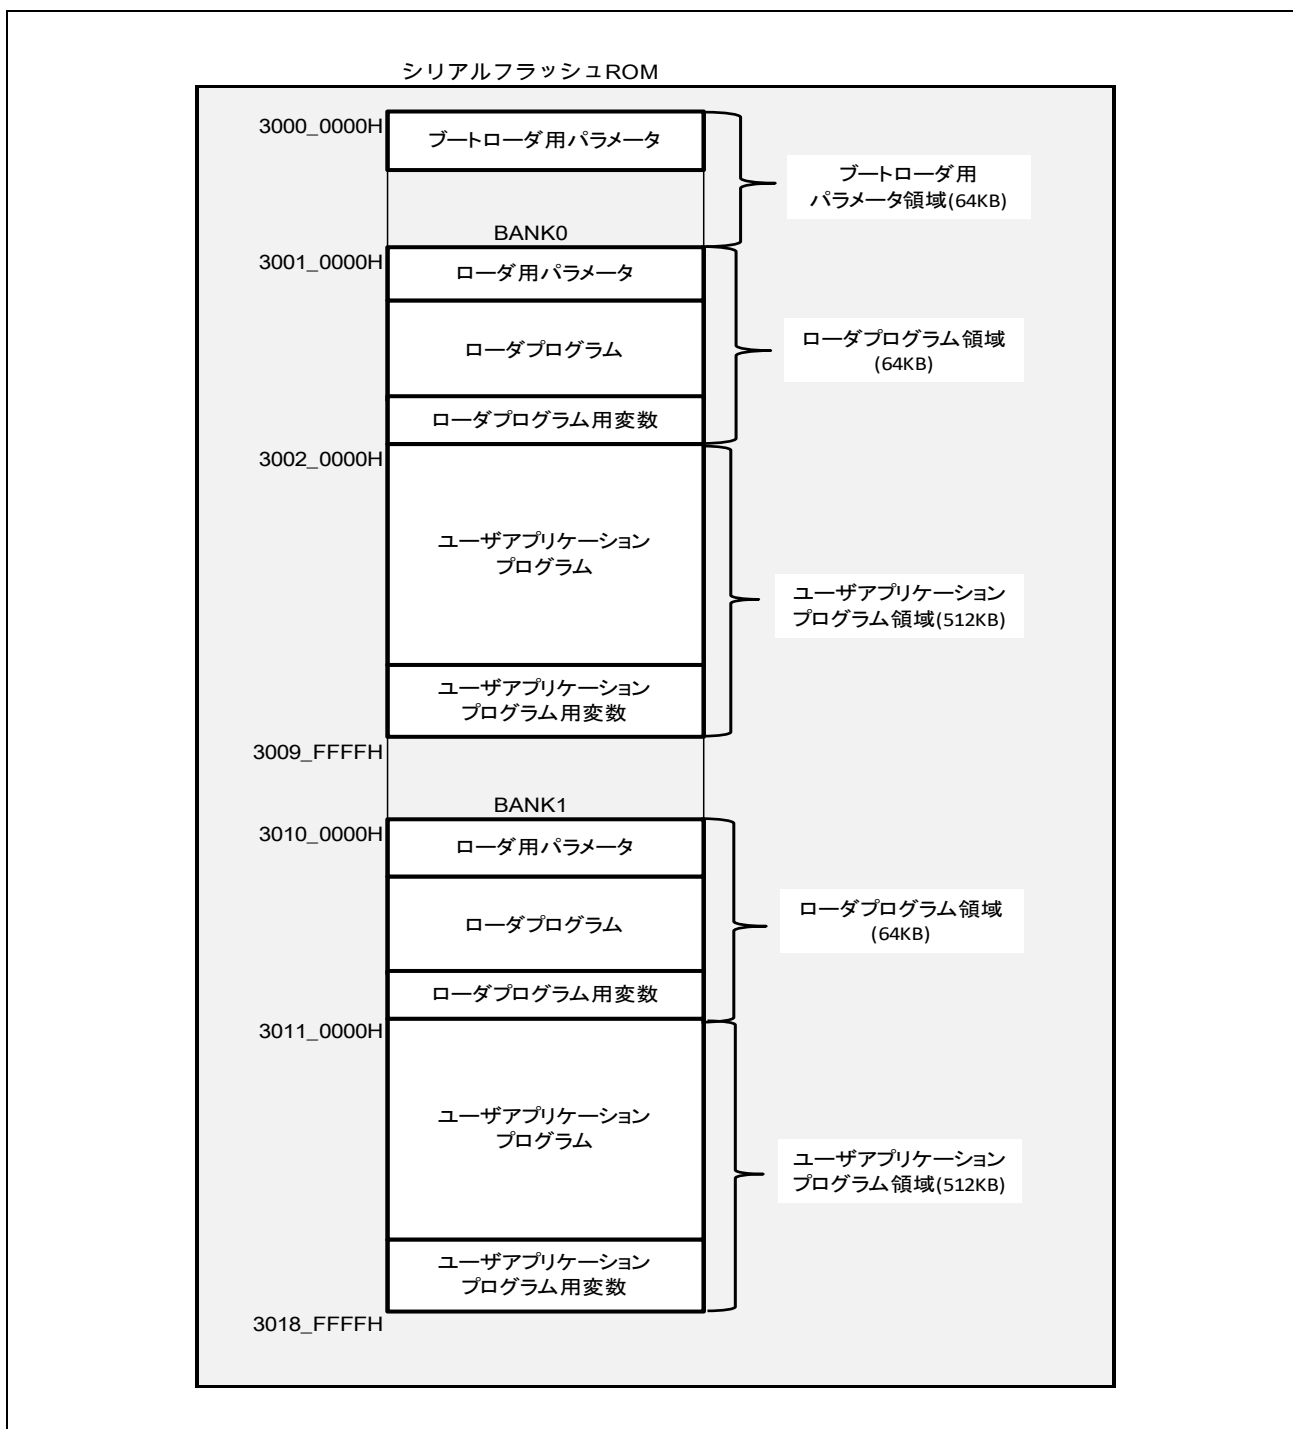 シリアルフラッシュROM
3000_0000H
ブートローダ用パラメータ
ブートローダ用
パラメータ領域(64KB)
BANK0
3001_0000H
ローダ用パラメータ
ローダプログラム
ローダプログラム領域
(64KB)
ローダプログラム用変数
3002_0000H
ユーザアプリケーション
プログラム
ユーザアプリケーション
プログラム領域(512KB)
ユーザアプリケーション
プログラム用変数
3009_FFFFH
BANK1
3010_0000H
ローダ用パラメータ
ローダプログラム
ローダプログラム領域
(64KB)
ローダプログラム用変数
3011_0000H
ユーザアプリケーション
プログラム
ユーザアプリケーション
プログラム領域(512KB)
ユーザアプリケーション
プログラム用変数
3018_FFFFH